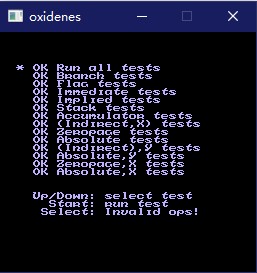 oxidenes
* OK Run all tests
OK Branch tests
OK Flag tests
OK Immediate tests
OK Implied tests
OK Stack tests
OK Accumulator tests
OK (Indirect,X) tests
OK Zeropage tests
OK Absolute tests
OK (Indirect),Y tests
OK Absolute,Y tests
OK Zeropage,X tests
OK Absolute,X tests
Up/Down: select test
Start: run test
Select: Invalid ops!